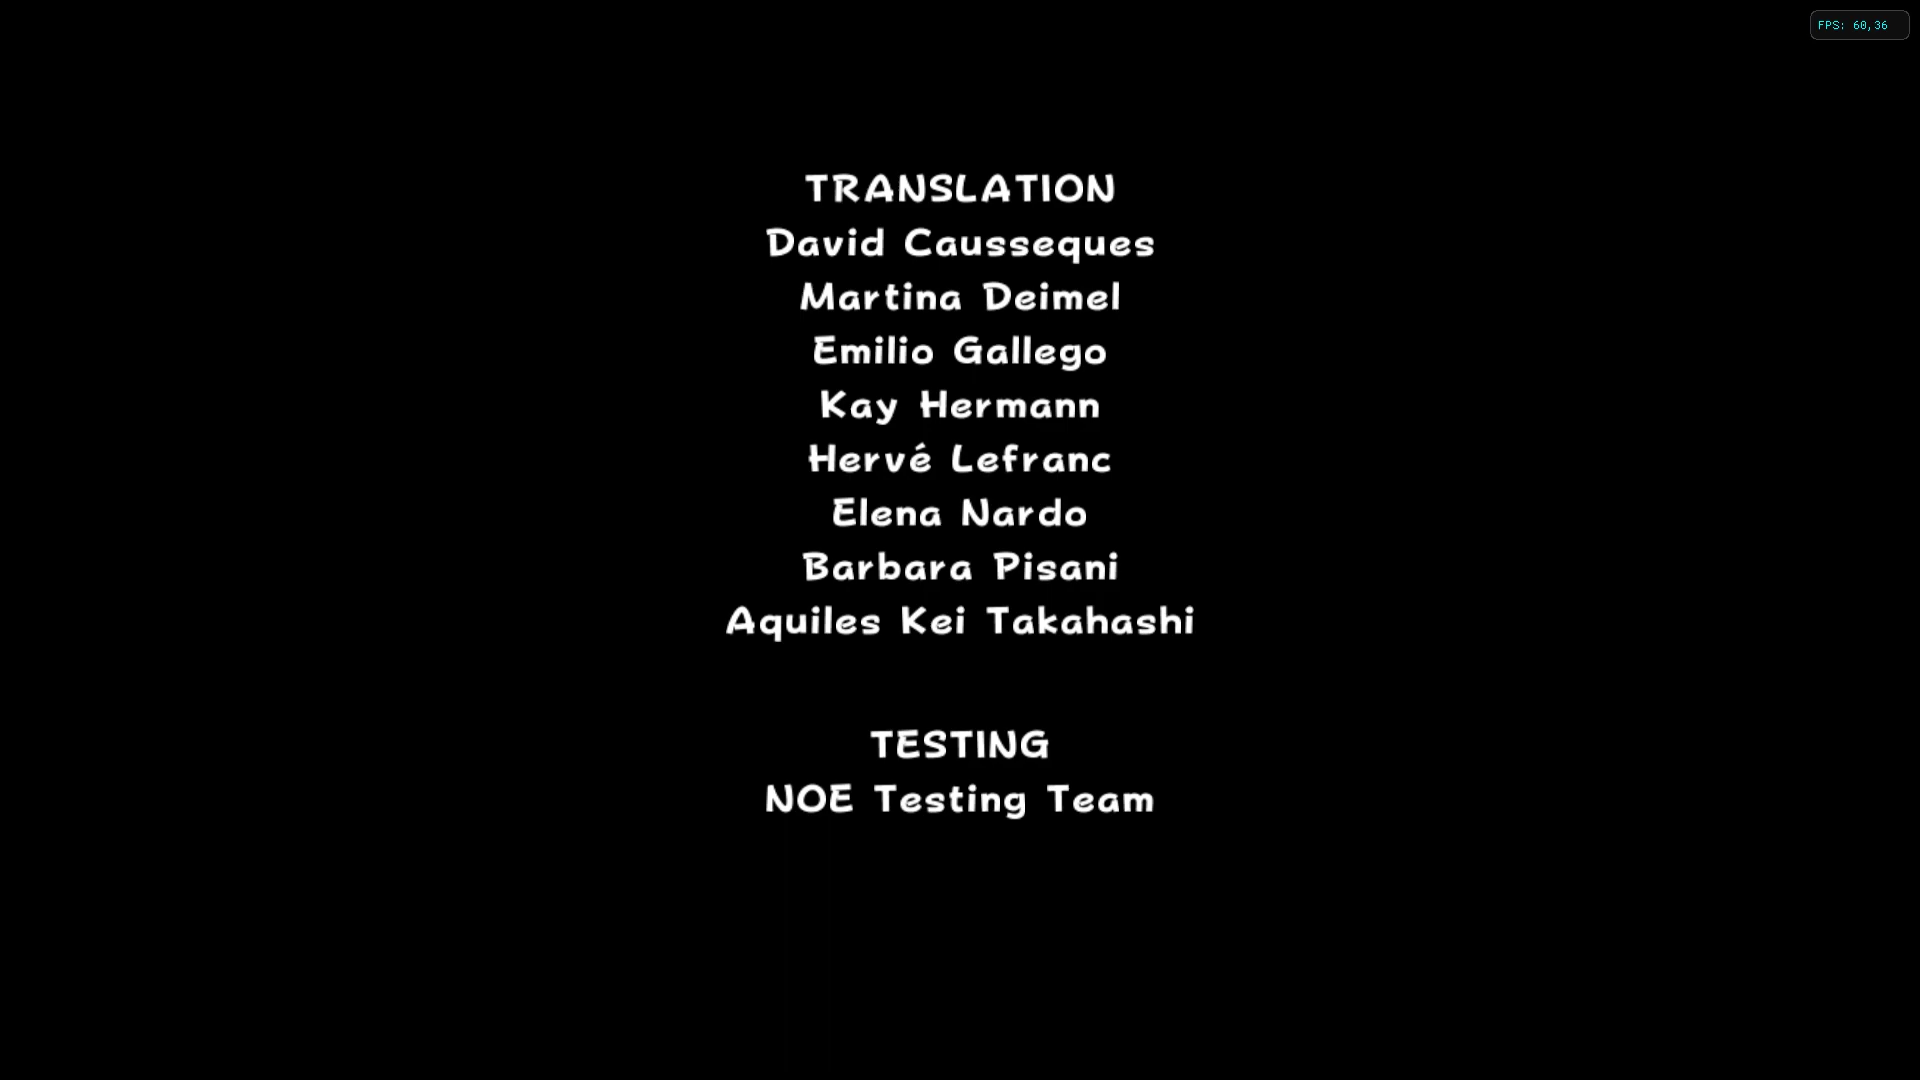 FPS: 60,36
TRANSLATION
David Causseques
Martina Deimel
Emilio Gallego
Kay Hermann
Hervé Lefranc
Elena Nardo
Barbara Pisani
Aquiles Kei Takahashi
TESTING
NOE Testing Team